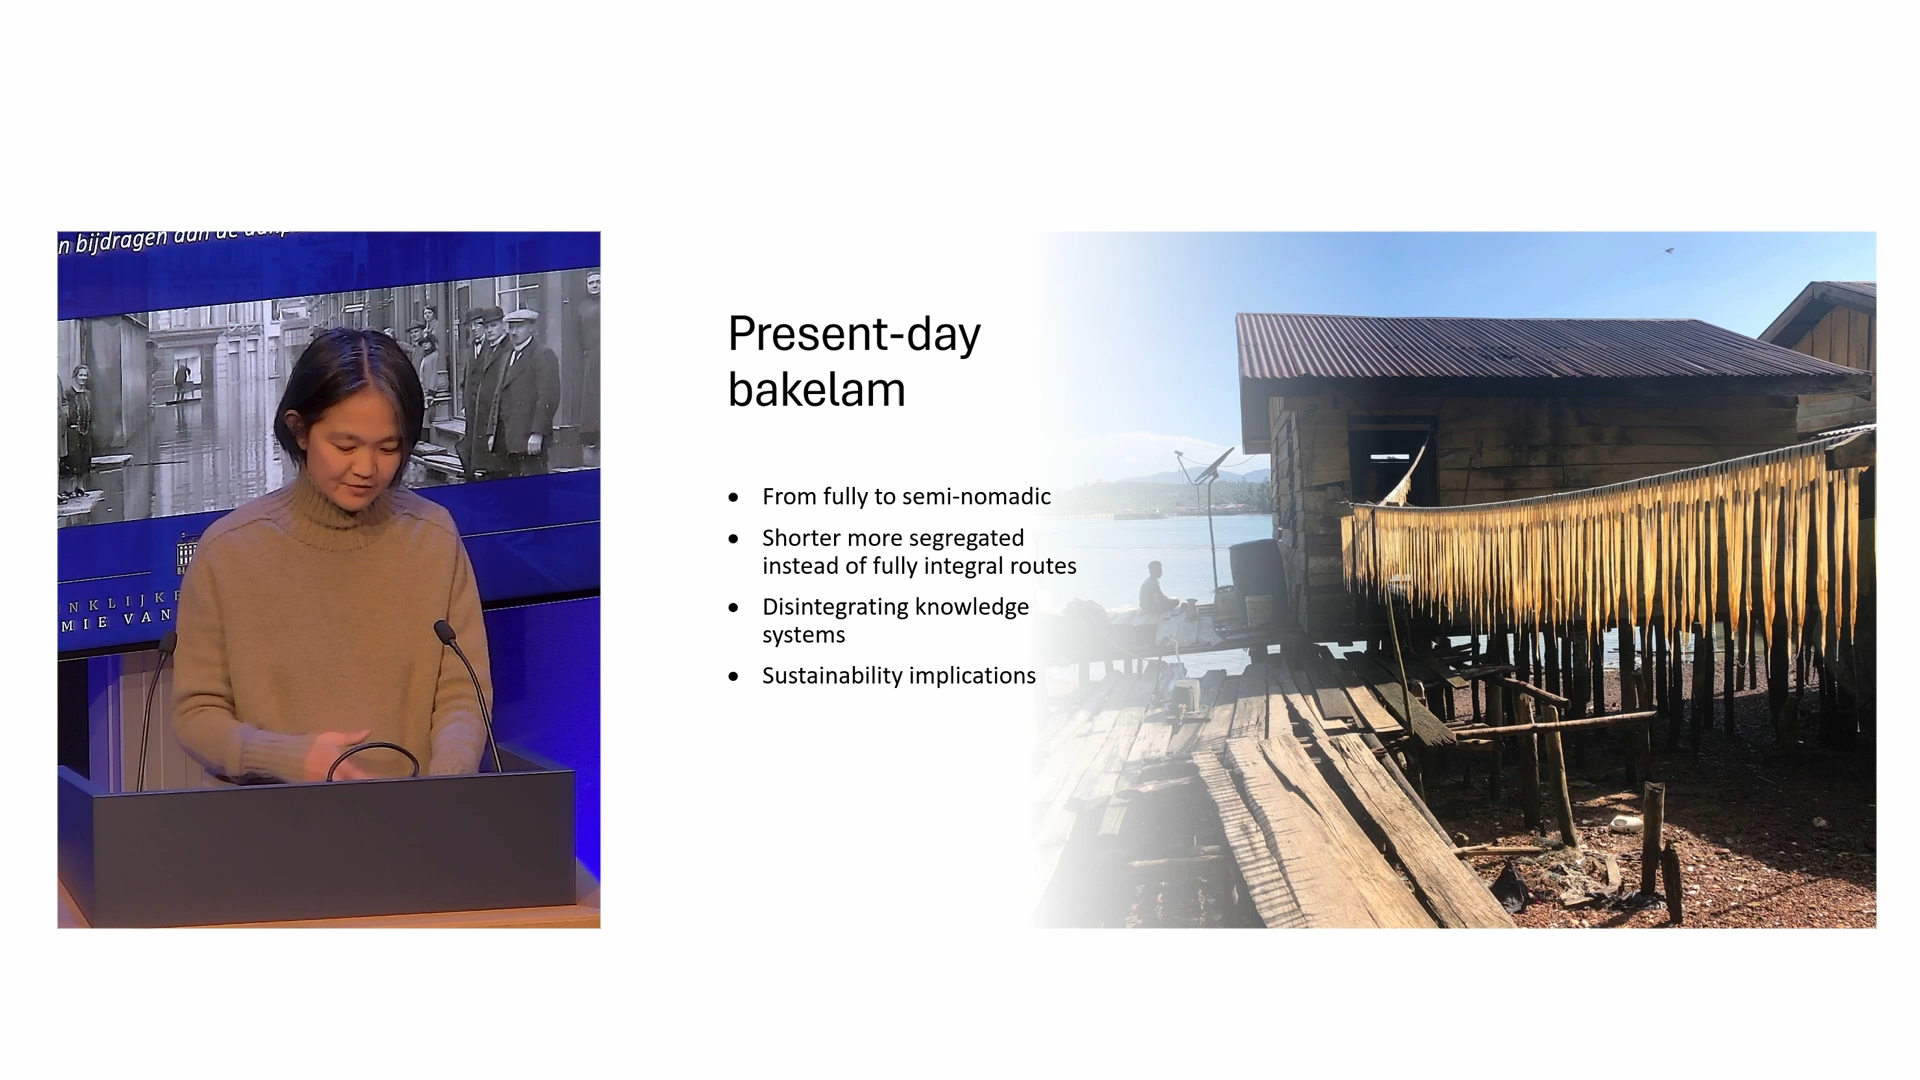 n bijdragen aan de
NKLIJKE
MIE VAN
Present-day
bakelam
• From fully to semi-nomadic
• Shorter more segregated
instead of fully integral routes
• Disintegrating knowledge
systems
• Sustainability implications